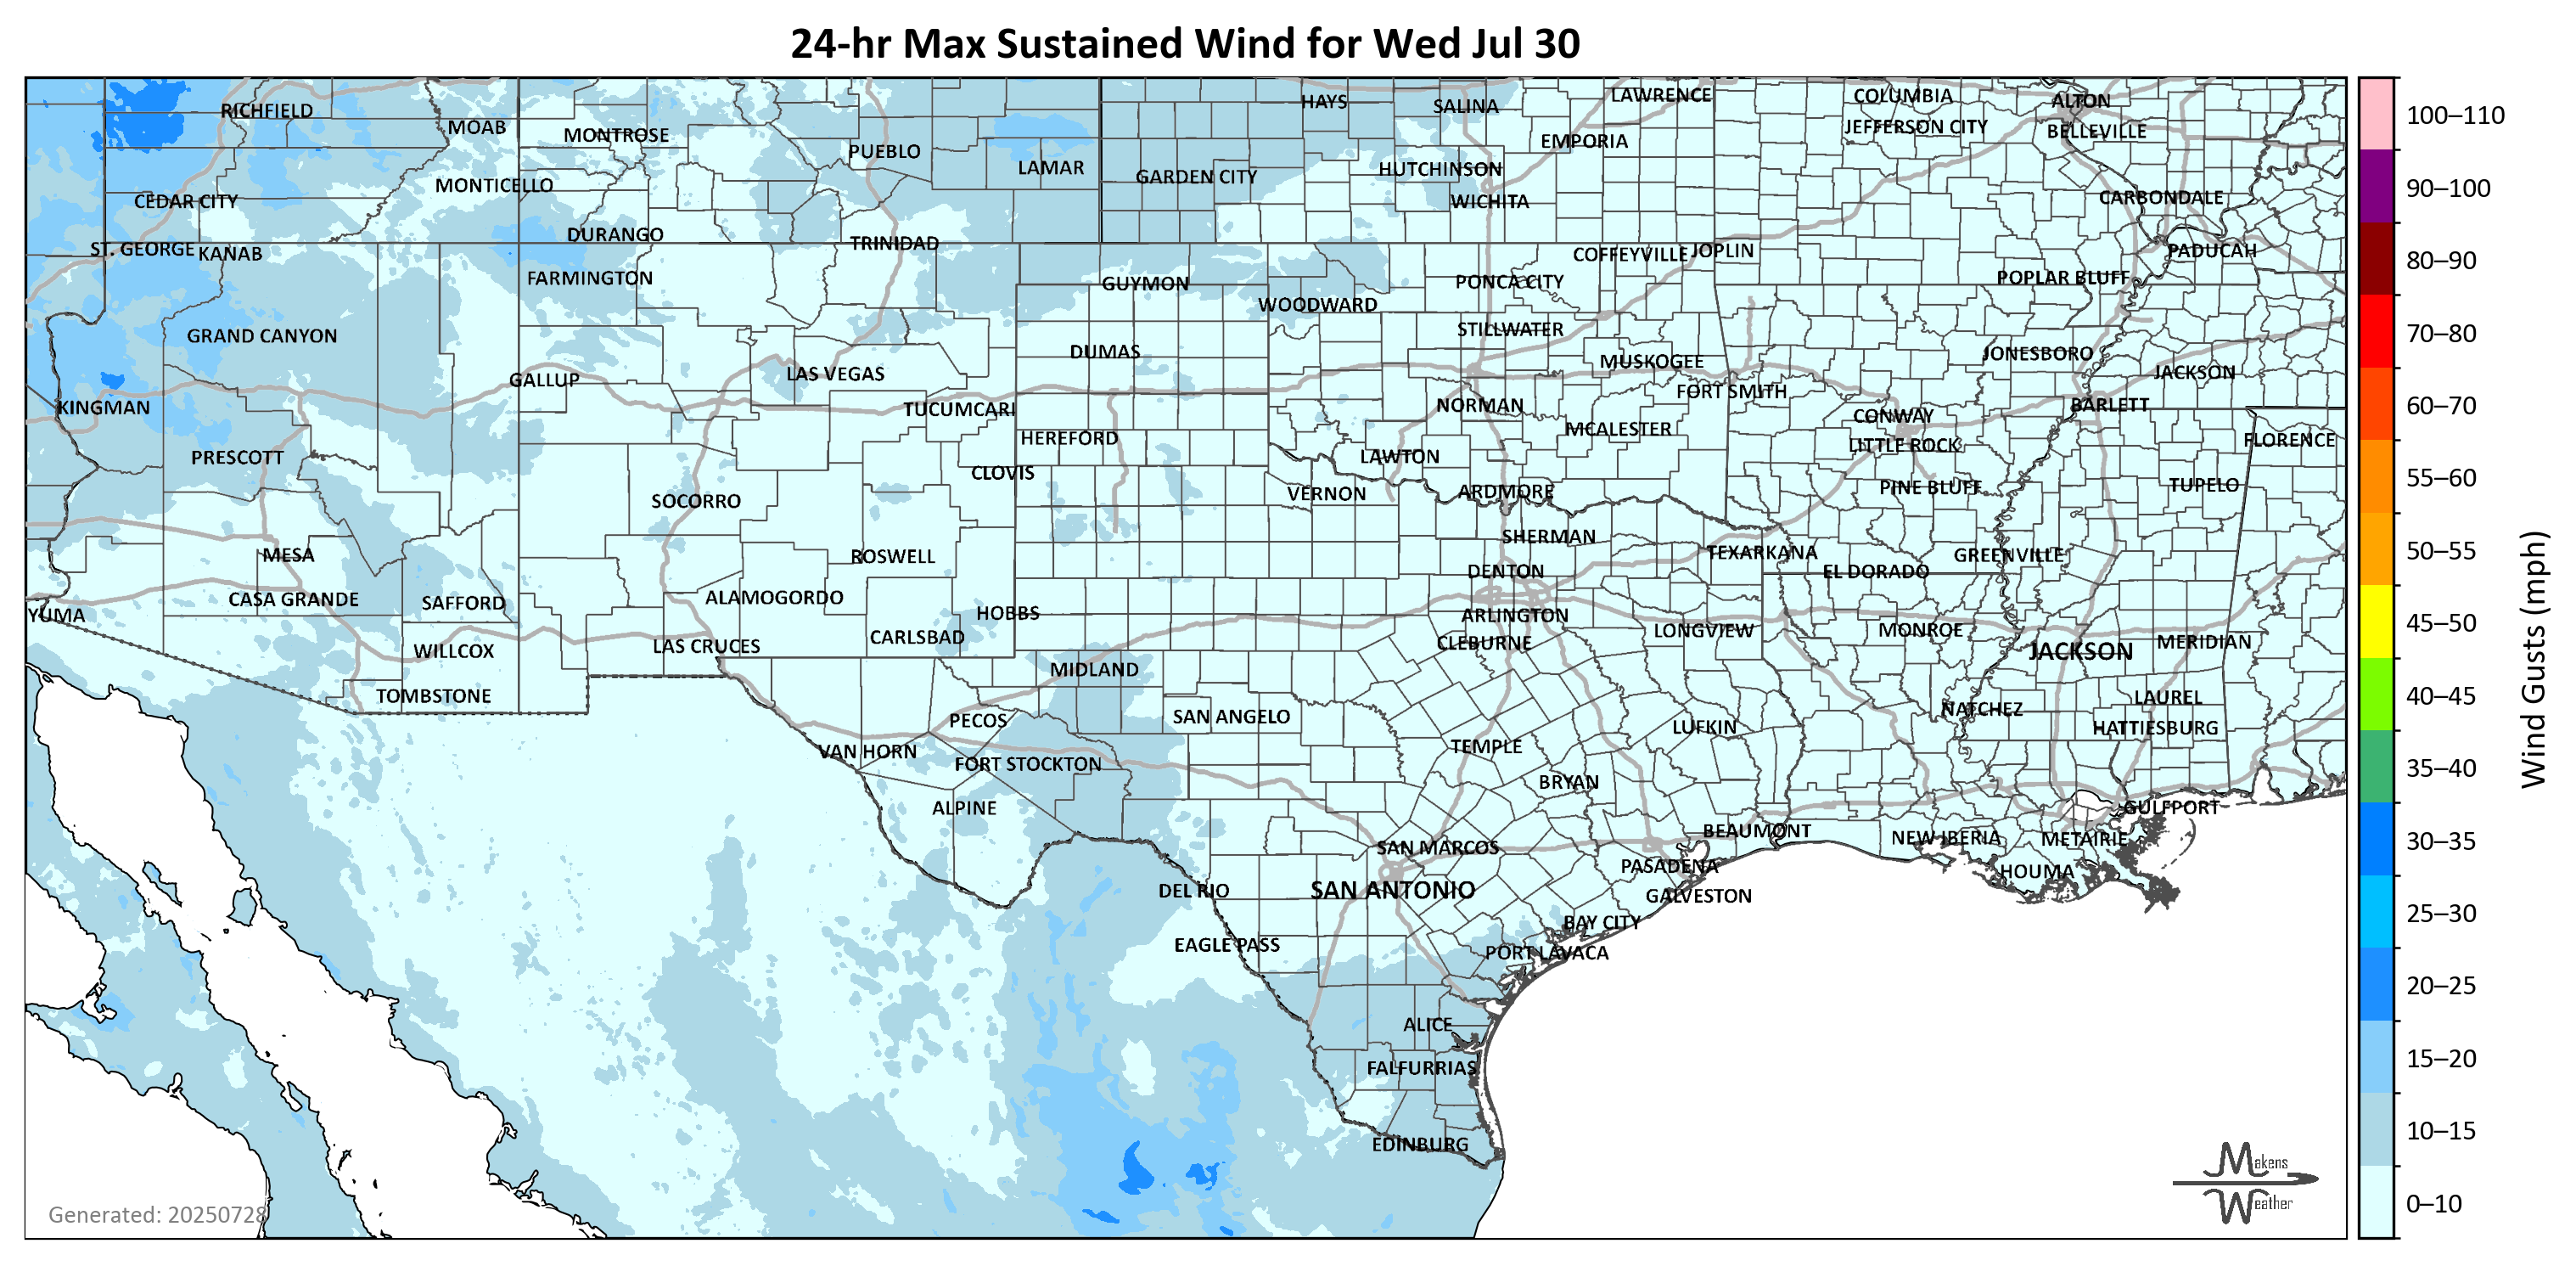 24-hr Max Sustained Wind for Wed Jul 30
RICHFIELD
MOAB
MONTROSE
PUEBLO
LAMAR
HAYS
SALINA
LAWRENCE
EMPORIA
COLUMBIA
JEFFERSON CITY
ALTON
BELLEVILLE
CEDAR CITY
MONTICELLO
GARDEN CITY
HUTCHINSON
WICHITA
CARBONDALE
ST. GEORGE
KANAB
DURANGO
TRINIDAD
COFFEYVILLE
JOPLIN
PADUCAH
FARMINGTON
GUYMON
PONCA CITY
POPLAR BLUFF
WOODWARD
GRAND CANYON
STILLWATER
DUMAS
MUSKOGEE
JONESBORO
GALLUP
LAS VEGAS
FORT SMITH
JACKSON
KINGMAN
TUCUMCARI
NORMAN
CONWAY
BARLETT
HEREFORD
MCALESTER
LITTLE ROCK
FLORENCE
PRESCOTT
CLOVIS
LAWTON
SOCORRO
VERNON
ARDMORE
PINE BLUFF
TUPELO
MESA
ROSWELL
SHERMAN
TEXARKANA
GREENVILLE
DENTON
EL DORADO
CASA GRANDE
SAFFORD
ALAMOGORDO
YUMA
HOBBS
ARLINGTON
CLEBURNE
LONGVIEW
MONROE
WILLCOX
LAS CRUCES
CARLSBAD
JACKSON
MERIDIAN
MIDLAND
TOMBSTONE
PECOS
SAN ANGELO
NATCHEZ
LAUREL
HATTIESBURG
VAN HORN
FORT STOCKTON
TEMPLE
LUFKIN
BRYAN
ALPINE
GULFPORT
SAN MARCOS
BEAUMONT
NEW IBERIA
METAIRIE
PASADENA
HOUMA
DEL RIO
SAN ANTONIO
GALVESTON
BAY CITY
EAGLE PASS
PORT LAVACA
ALICE
FALFURRIAS
EDINBURG
Generated: 20250728
Makens
Weather
100–110
90–100
80–90
70–80
60–70
55–60
50–55
45–50
40–45
35–40
30–35
25–30
20–25
15–20
10–15
0–10
Wind Gusts (mph)